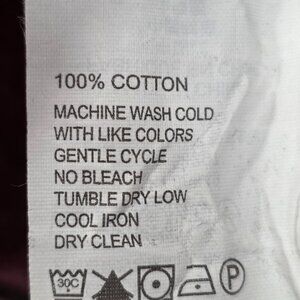 100% COTTON
MACHINE WASH COLD
WITH LIKE COLORS
GENTLE CYCLE
NO BLEACH
TUMBLE DRY LOW
COOL IRON
DRY CLEAN
30C P